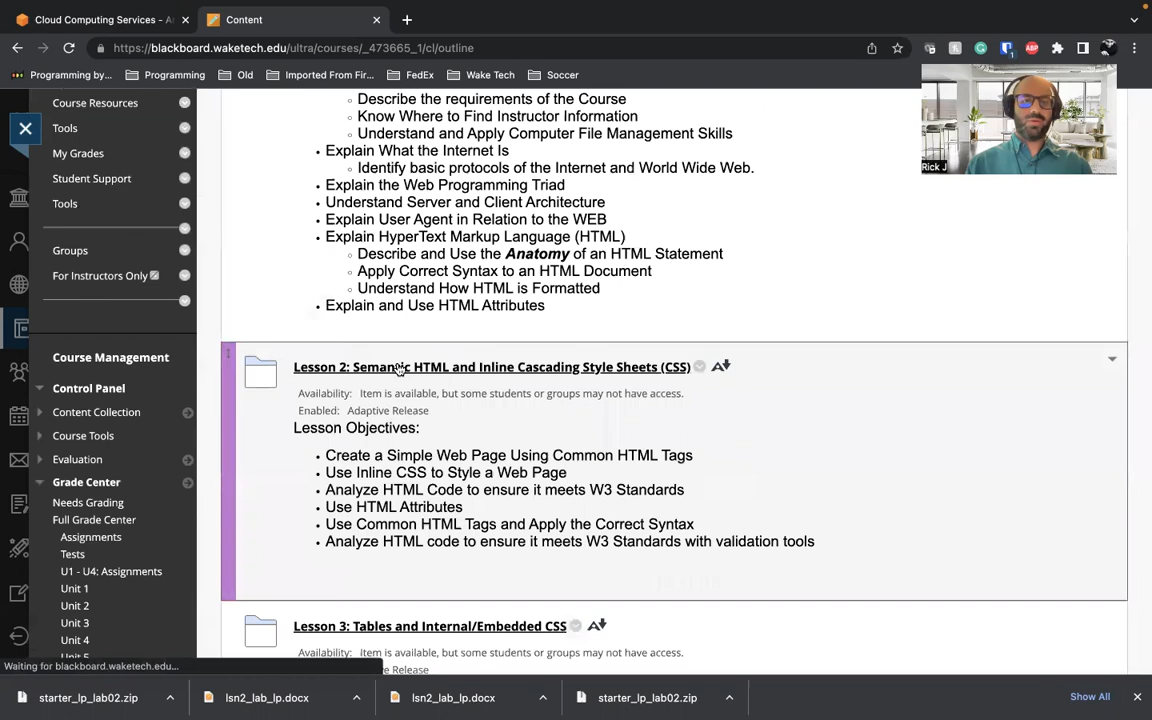 Cloud Computing Services - A
Content
https://blackboard.waketech.edu/ultra/courses/_473665_1/cl/outline
Programming by...
Programming
Old
Imported From Fir...
FedEx
Wake Tech
Soccer
Course Resources
Tools
My Grades
Student Support
Tools
Groups
For Instructors Only
Course Management
Control Panel
Content Collection
Course Tools
Evaluation
Grade Center
Needs Grading
Full Grade Center
Assignments
Tests
U1 - U4: Assignments
Unit 1
Unit 2
Unit 3
Unit 4
Describe the requirements of the Course
Know Where to Find Instructor Information
Understand and Apply Computer File Management Skills
Explain What the Internet Is
Identify basic protocols of the Internet and World Wide Web.
Explain the Web Programming Triad
Understand Server and Client Architecture
Explain User Agent in Relation to the WEB
Explain HyperText Markup Language (HTML)
Describe and Use the Anatomy of an HTML Statement
Apply Correct Syntax to an HTML Document
Understand How HTML is Formatted
Explain and Use HTML Attributes
Lesson 2: Semantic HTML and Inline Cascading Style Sheets (CSS)
Availability: Item is available, but some students or groups may not have access.
Enabled: Adaptive Release
Lesson Objectives:
Create a Simple Web Page Using Common HTML Tags
Use Inline CSS to Style a Web Page
Analyze HTML Code to ensure it meets W3 Standards
Use HTML Attributes
Use Common HTML Tags and Apply the Correct Syntax
Analyze HTML code to ensure it meets W3 Standards with validation tools
Lesson 3: Tables and Internal/Embedded CSS
Availability: Item is available, but some students or groups may not have access.
Release
Rick J
ABP
1
Waiting for blackboard.waketech.edu...
starter_lp_lab02.zip
lsn2_lab_lp.docx
lsn2_lab_lp.docx
starter_lp_lab02.zip
Show All